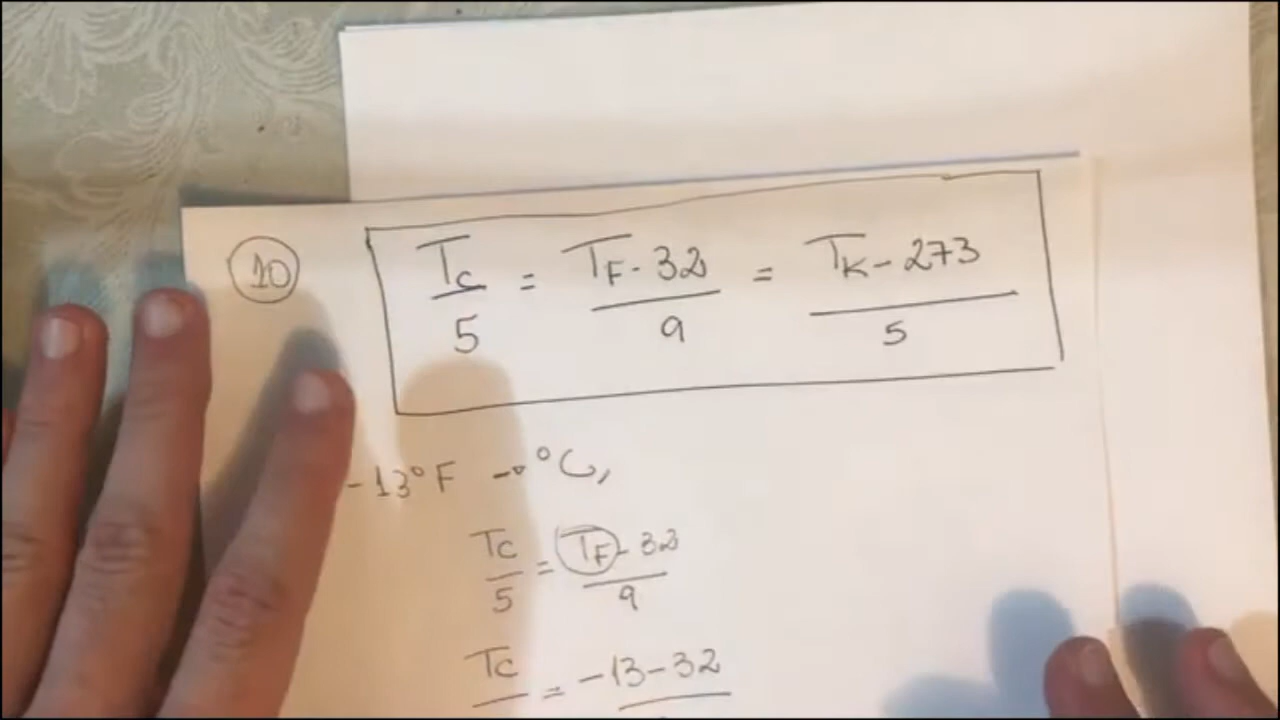 10
Tc/5 = TF-32/9 = TK-273/5
-13°F → °C,
Tc/5 = TF-32/9
Tc = -13-32